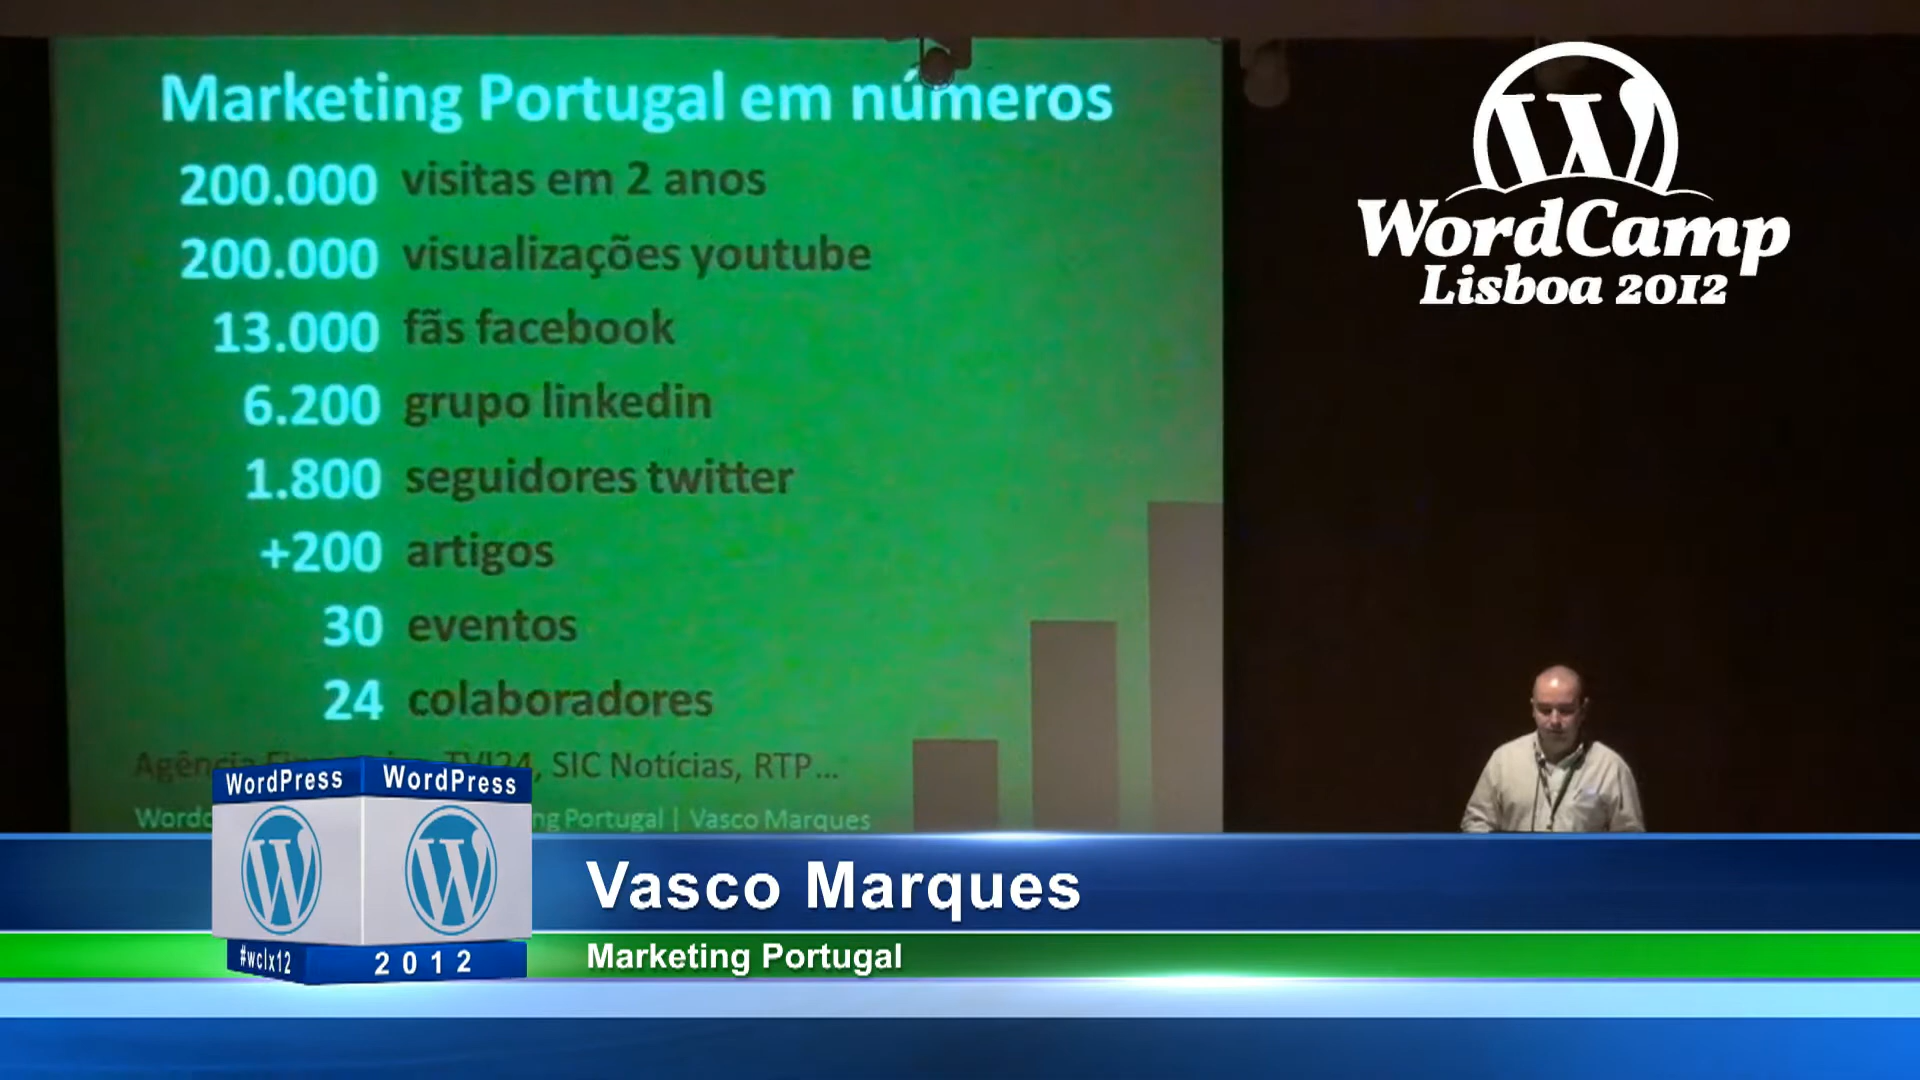 Marketing Portugal em números
200.000 visitas em 2 anos
200.000 visualizações youtube
13.000 fãs facebook
6.200 grupo linkedin
1.800 seguidores twitter
+200 artigos
30 eventos
24 colaboradores
TVI24, SIC Notícias, RTP...
Portugal | Vasco Marques
WordCamp
Lisboa 2012
WordPress WordPress
#wclx12 2012
Vasco Marques
Marketing Portugal